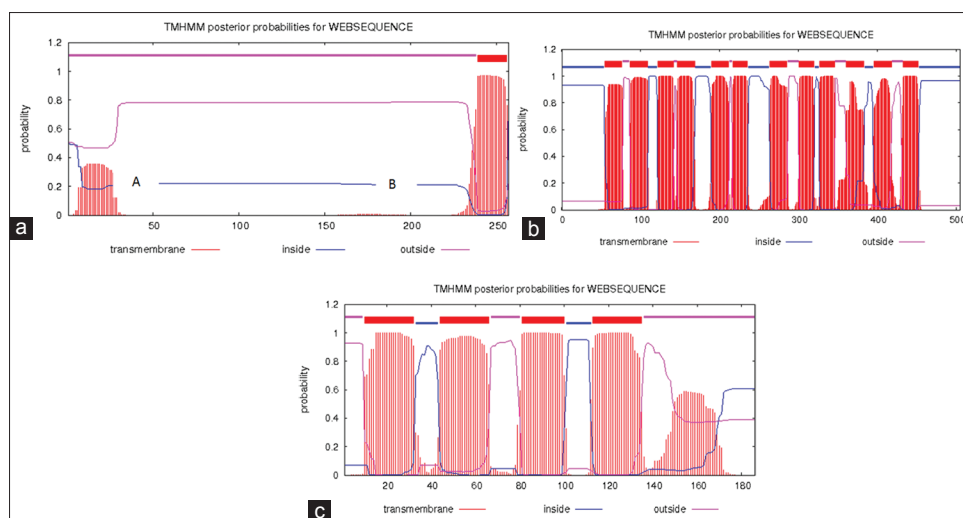 TMHMM posterior probabilities for WEBSEQUENCE
1.2
1
0.8
0.6
0.4
0.2
0
probability
A
B
50
100
150
200
250
transmembrane
inside
outside
a
TMHMM posterior probabilities for WEBSEQUENCE
1.2
1
0.8
0.6
0.4
0.2
0
probability
0
100
200
300
400
500
transmembrane
inside
outside
b
TMHMM posterior probabilities for WEBSEQUENCE
1.2
1
0.8
0.6
0.4
0.2
0
probability
20
40
60
80
100
120
140
160
180
transmembrane
inside
outside
c